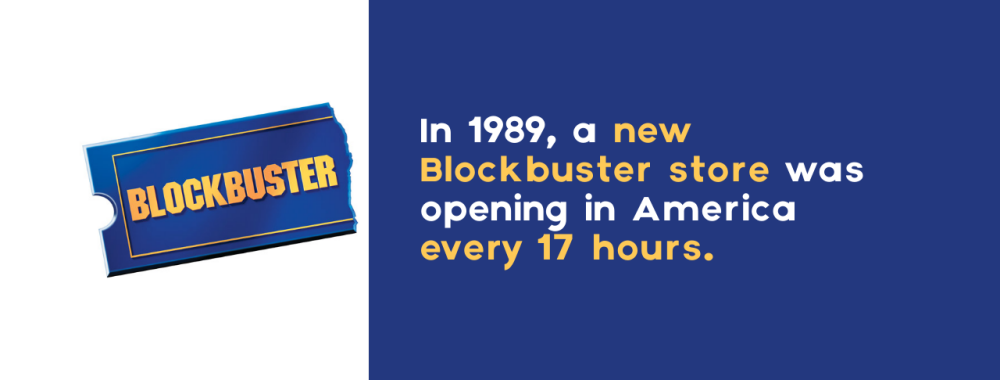 BLOCKBUSTER
In 1989, a new
Blockbuster store was
opening in America
every 17 hours.